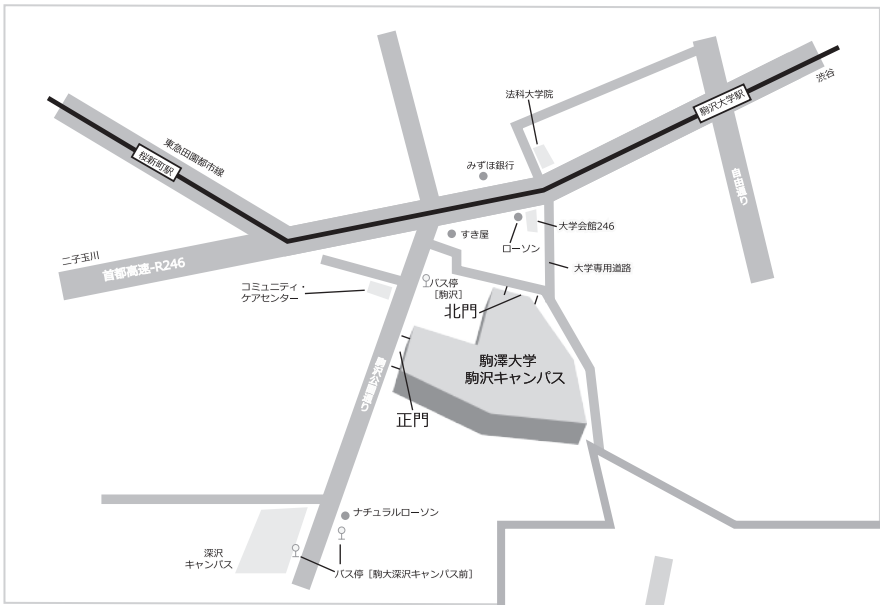 法科大学院
渋谷
駒沢大学駅
みずほ銀行
東急田園都市線
桜新町駅
自由通り
大学会館246
すき屋
ローソン
二子玉川
首都高速-R246
大学専用道路
コミュニティ・
ケアセンター
バス停
［駒沢］
北門
駒澤大学
駒沢キャンパス
駒沢公園通り
正門
ナチュラルローソン
深沢
キャンパス
バス停［駒大深沢キャンパス前］